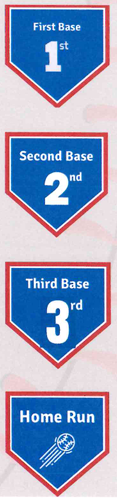 First Base
1st
Second Base
2nd
Third Base
3rd
Home Run